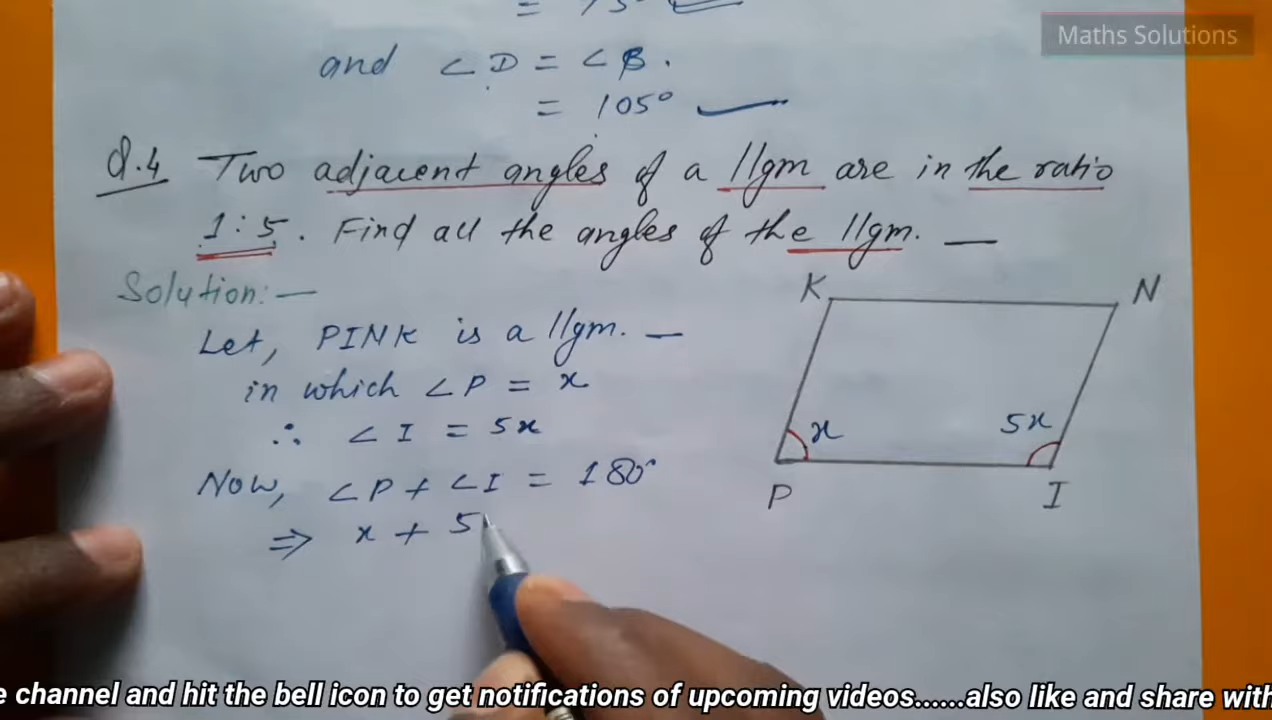 = 75°
Maths Solutions
and ∠D = ∠B.
= 105°
Q.4 Two adjacent angles of a //gm are in the ratio
1:5. Find all the angles of the //gm. —
Solution:—
Let, PINK is a //gm. —
in which ∠P = x
∴ ∠I = 5x
Now, ∠P + ∠I = 180°
⇒ x + 5
K N
x 5x
P I
e channel and hit the bell icon to get notifications of upcoming videos......also like and share with